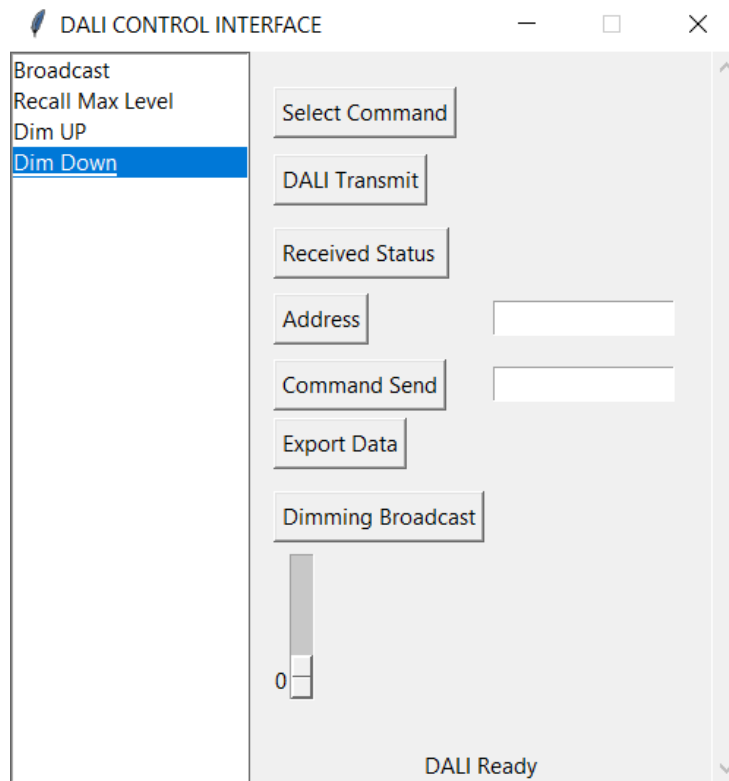 DALI CONTROL INTERFACE
Broadcast
Recall Max Level
Dim UP
Dim Down
Select Command
DALI Transmit
Received Status
Address
Command Send
Export Data
Dimming Broadcast
0
DALI Ready